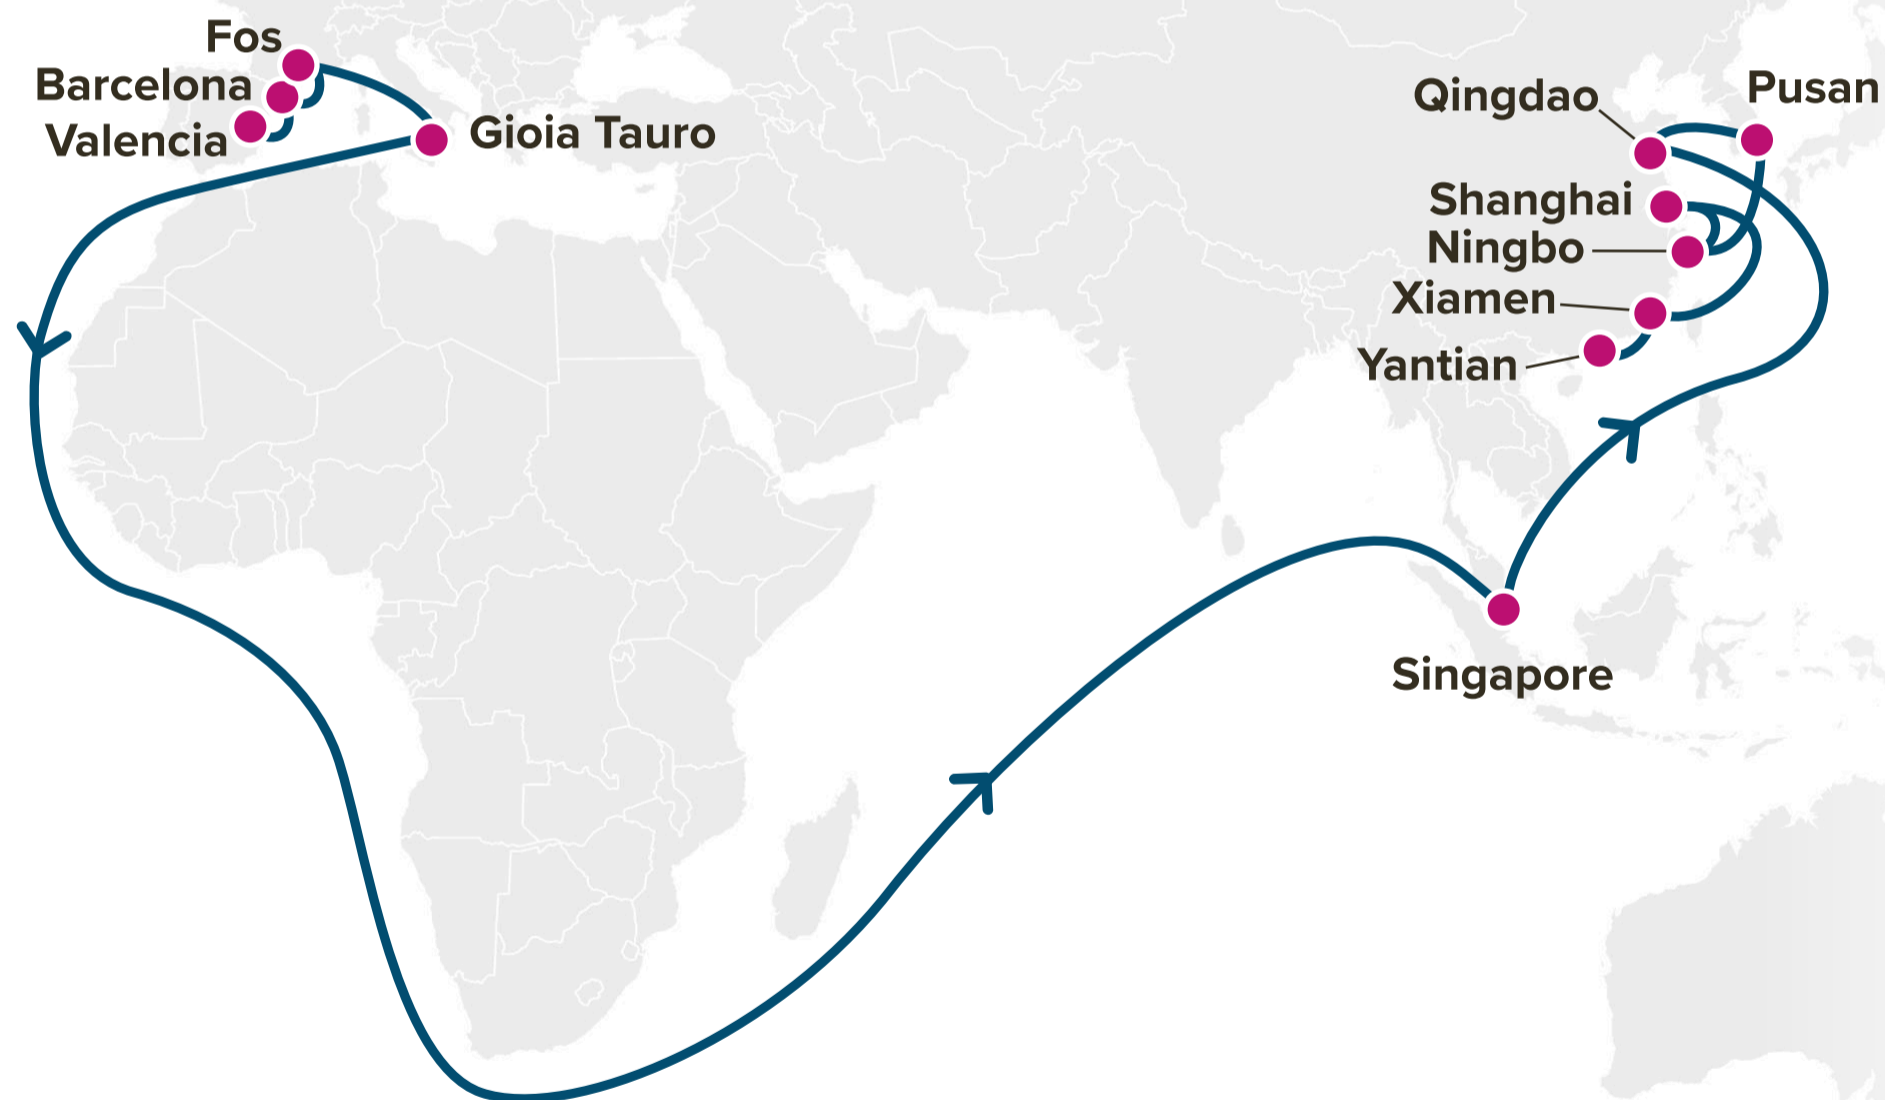 Fos
Barcelona
Valencia
Gioia Tauro
Qingdao
Pusan
Shanghai
Ningbo
Xiamen
Yantian
Singapore